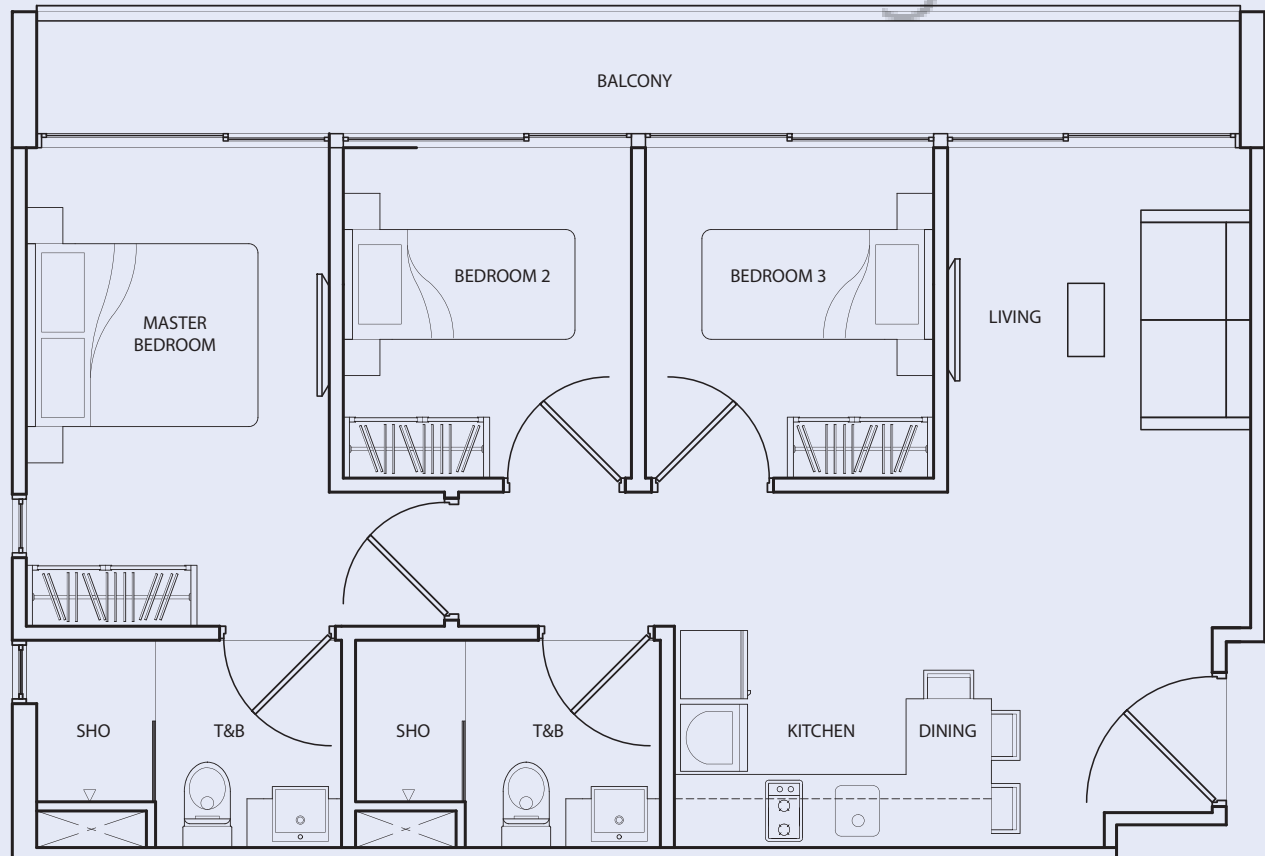 BALCONY
MASTER
BEDROOM
BEDROOM 2
BEDROOM 3
LIVING
SHO
T&B
SHO
T&B
KITCHEN
DINING